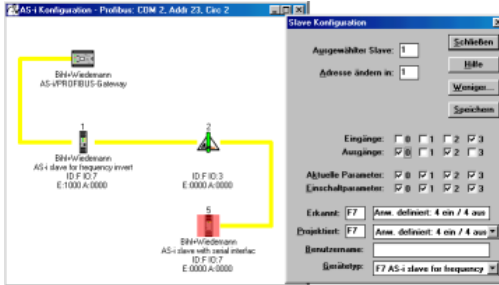 AS-i Konfiguration - Profibus: COM 2, Addr 23, Circ 2
Bihl+Wiedemann
AS-i/PROFIBUS-Gateway
1
Bihl+Wiedemann
AS-i slave for frequency invert
ID:F IO:7
E:1000 A:0000
2
ID:F IO:3
E:0000 A:0000
5
Bihl+Wiedemann
AS-i slave with serial interfac
ID:F IO:7
E:0000 A:0000
Slave Konfiguration
Ausgewählter Slave: 1
Adresse ändern in: 1
Schließen
Hilfe
Weniger...
Speichern
Eingänge: 0 1 2 3
Ausgänge: 0 1 2 3
Aktuelle Parameter: 0 1 2 3
Einschaltparameter: 0 1 2 3
Erkannt: F7 Anw. definiert: 4 ein / 4 aus
Projektiert: F7 Anw. definiert: 4 ein / 4 aus
Benutzername:
Gerätetyp: F7 AS-i slave for frequency